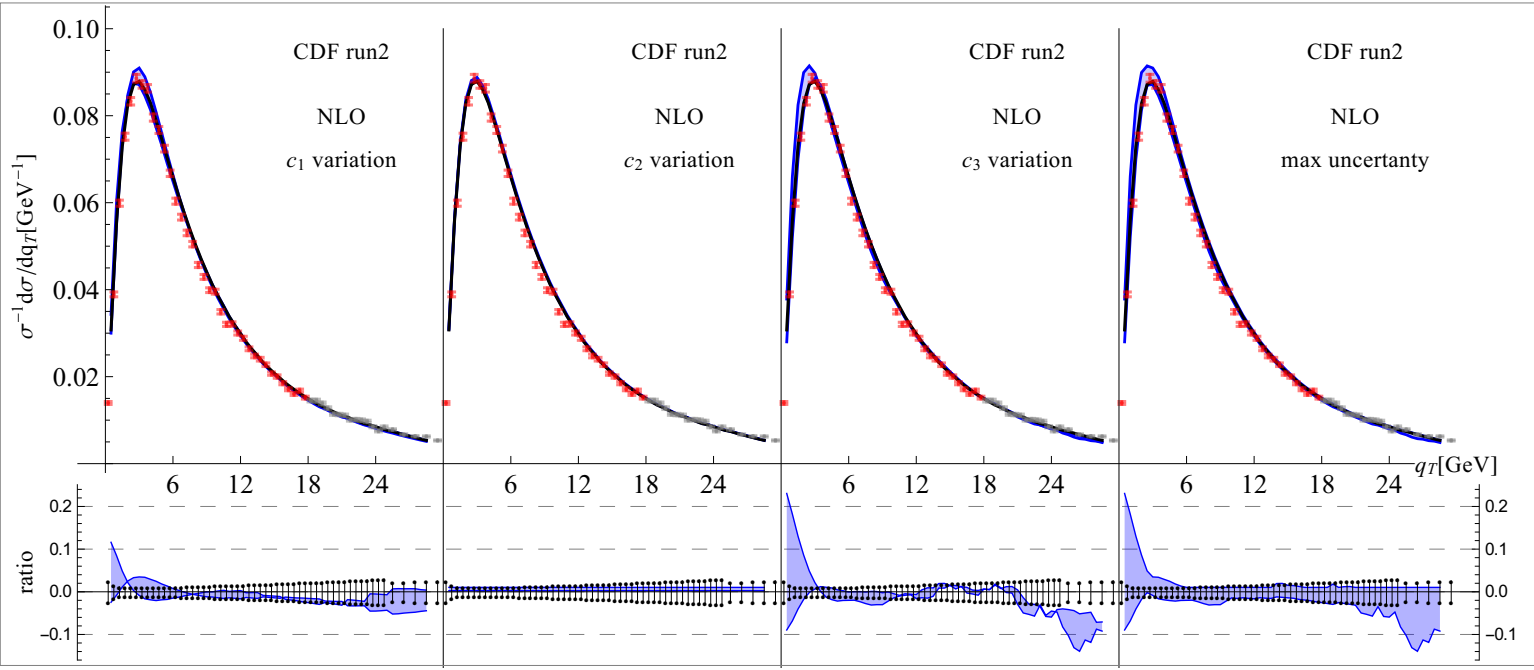 0.10
0.08
0.06
0.04
0.02
σ⁻¹dσ/dq_T[GeV⁻¹]
CDF run2
NLO
c₁ variation
CDF run2
NLO
c₂ variation
CDF run2
NLO
c₃ variation
CDF run2
NLO
max uncertanty
6 12 18 24
6 12 18 24
6 12 18 24
6 12 18 24
q_T[GeV]
ratio
0.2
0.1
0.0
−0.1
0.2
0.1
0.0
−0.1